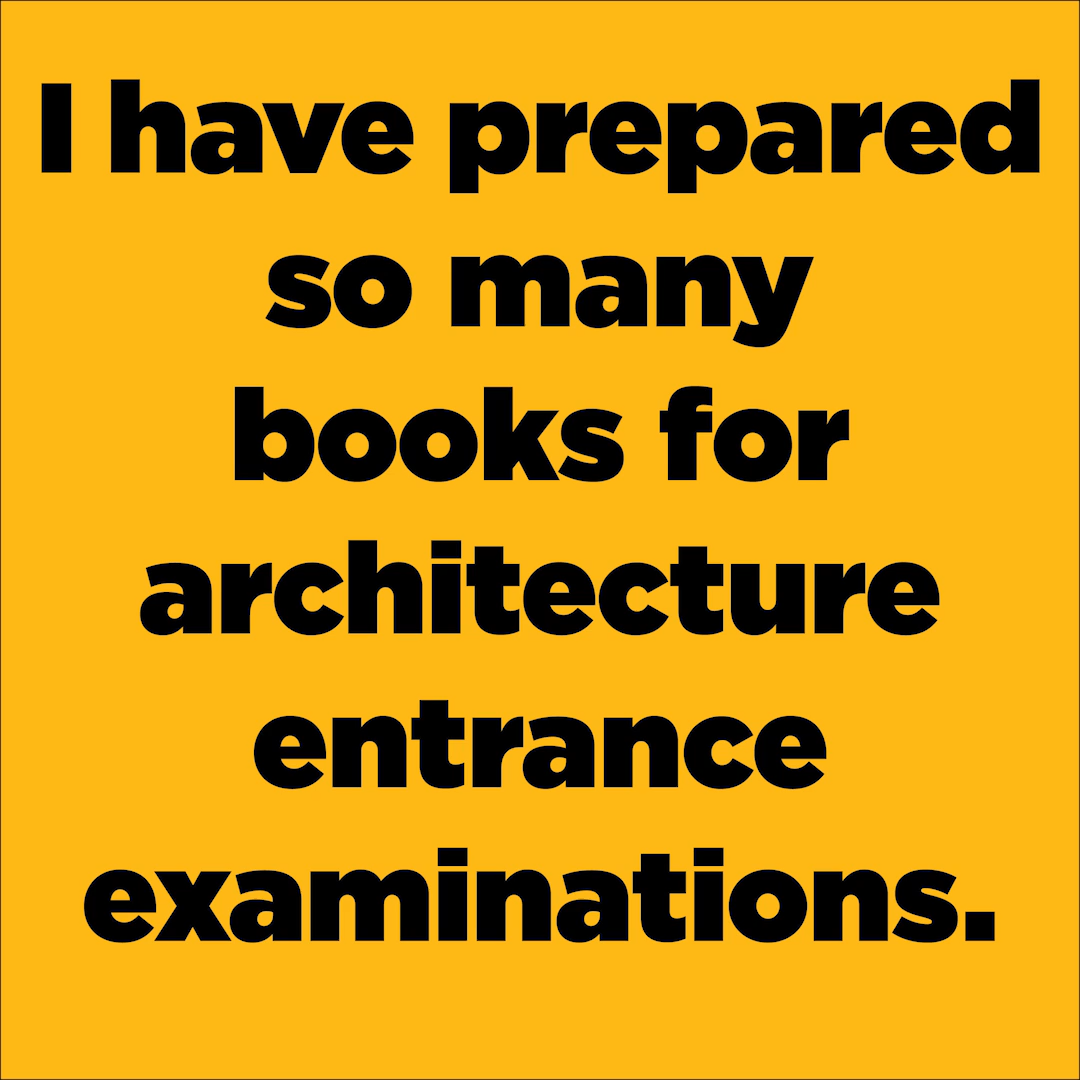 I have prepared
so many
books for
architecture
entrance
examinations.